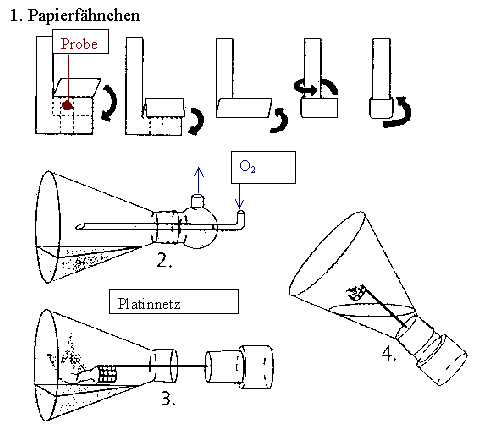 1. Papierfähnchen
Probe
O₂
2.
Platinnetz
3.
4.